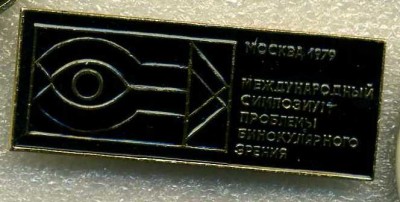 МОСКВА 1979
МЕЖДУНАРОДНЫЙ
СИМПОЗИУМ
ПРОБЛЕМЫ
БИНОКУЛЯРНОГО
ЗРЕНИЯ